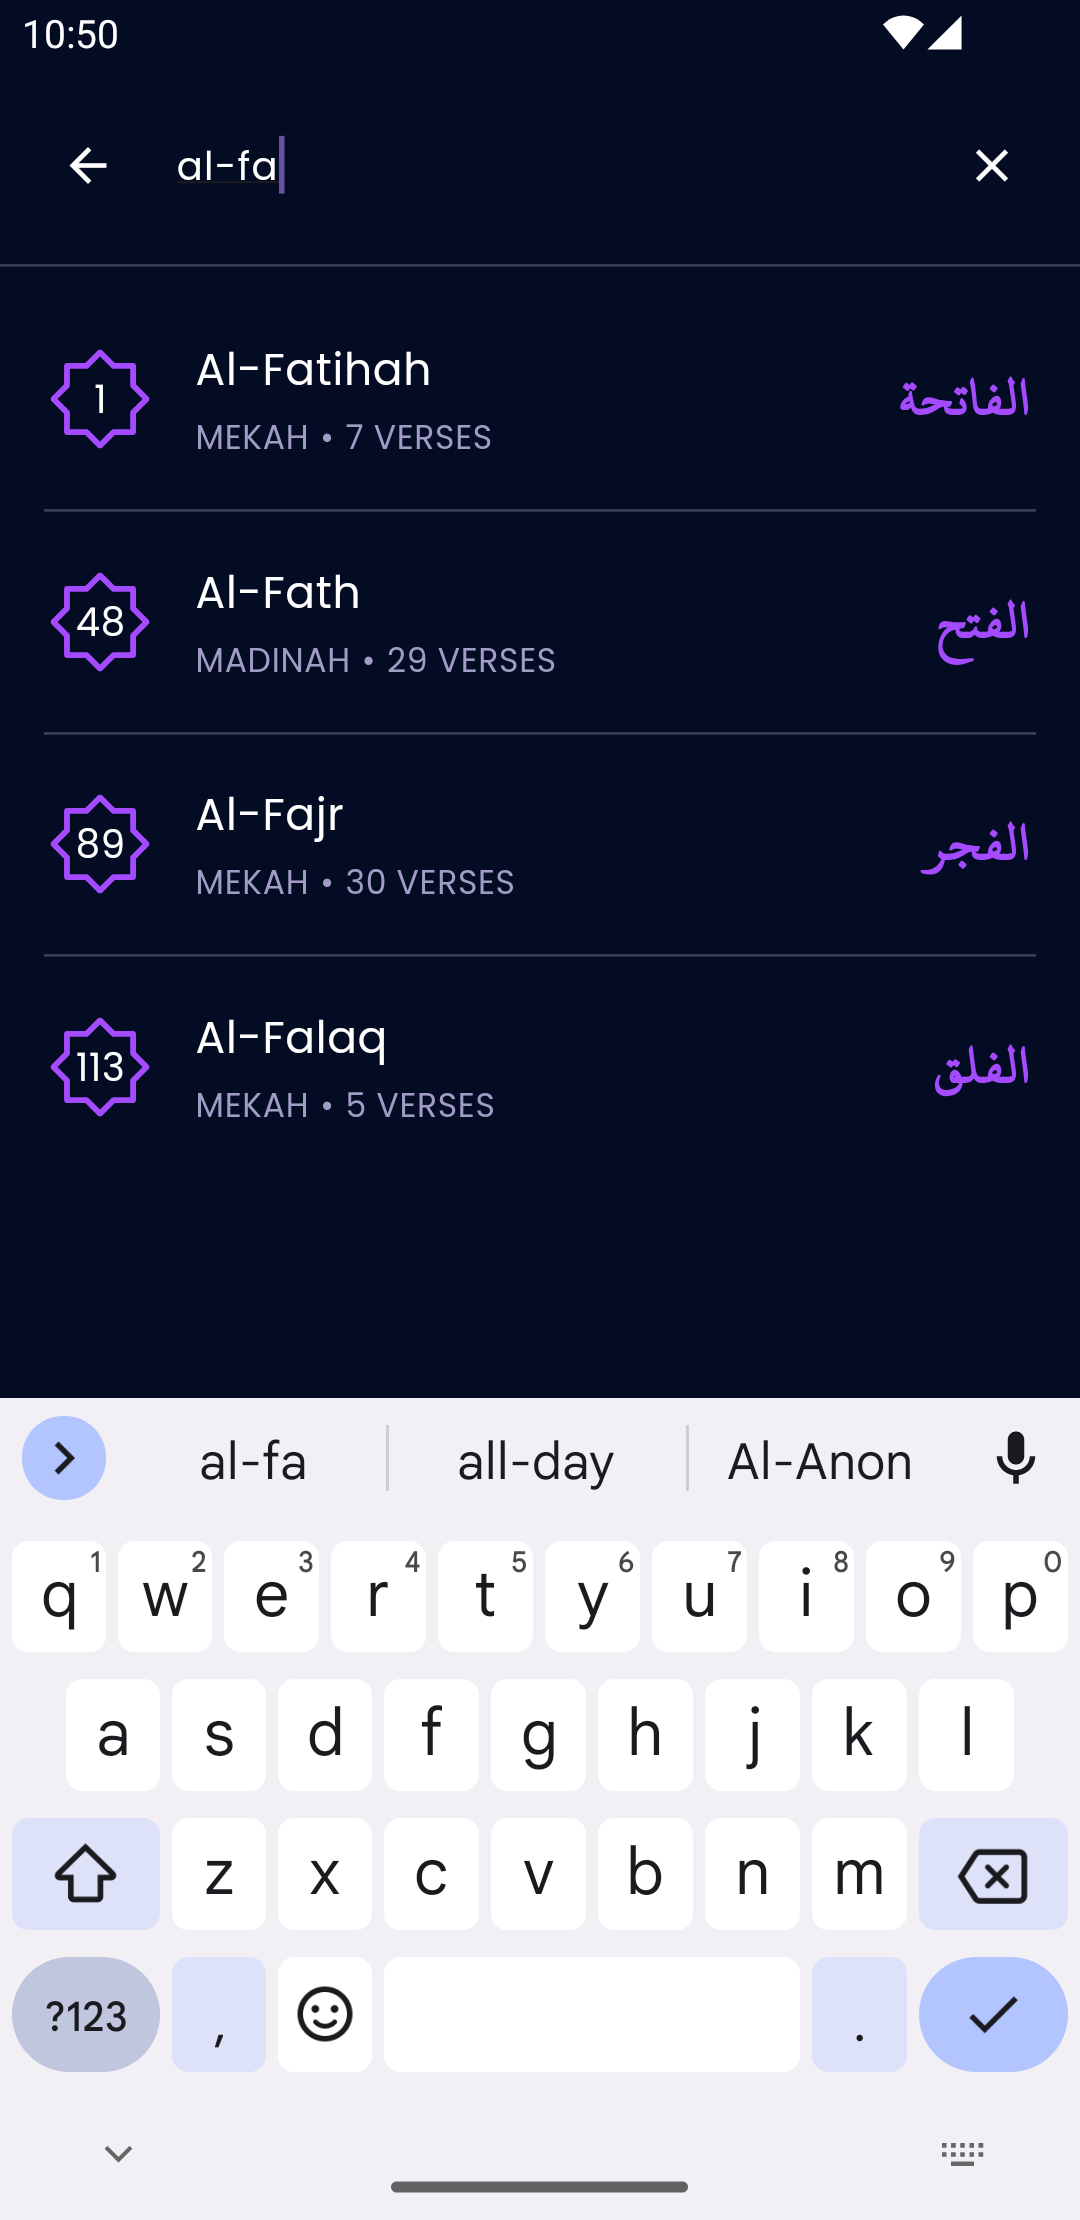 10:50
al-fa
1
Al-Fatihah
MEKAH • 7 VERSES
الفاتحة
48
Al-Fath
MADINAH • 29 VERSES
الفتح
89
Al-Fajr
MEKAH • 30 VERSES
الفجر
113
Al-Falaq
MEKAH • 5 VERSES
الفلق
al-fa all-day Al-Anon
q 1 w 2 e 3 r 4 t 5 y 6 u 7 i 8 o 9 p 0
a s d f g h j k l
z x c v b n m
?123 , .